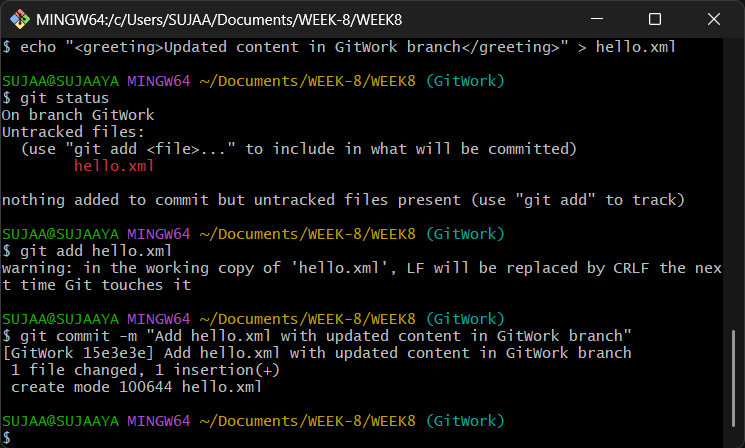 MINGW64:/c/Users/SUJAA/Documents/WEEK-8/WEEK8
$ echo "<greeting>Updated content in GitWork branch</greeting>" > hello.xml
SUJAA@SUJAAYA MINGW64 ~/Documents/WEEK-8/WEEK8 (GitWork)
$ git status
On branch GitWork
Untracked files:
  (use "git add <file>..." to include in what will be committed)
        hello.xml
nothing added to commit but untracked files present (use "git add" to track)
SUJAA@SUJAAYA MINGW64 ~/Documents/WEEK-8/WEEK8 (GitWork)
$ git add hello.xml
warning: in the working copy of 'hello.xml', LF will be replaced by CRLF the nex
t time Git touches it
SUJAA@SUJAAYA MINGW64 ~/Documents/WEEK-8/WEEK8 (GitWork)
$ git commit -m "Add hello.xml with updated content in GitWork branch"
[GitWork 15e3e3e] Add hello.xml with updated content in GitWork branch
 1 file changed, 1 insertion(+)
 create mode 100644 hello.xml
SUJAA@SUJAAYA MINGW64 ~/Documents/WEEK-8/WEEK8 (GitWork)
$